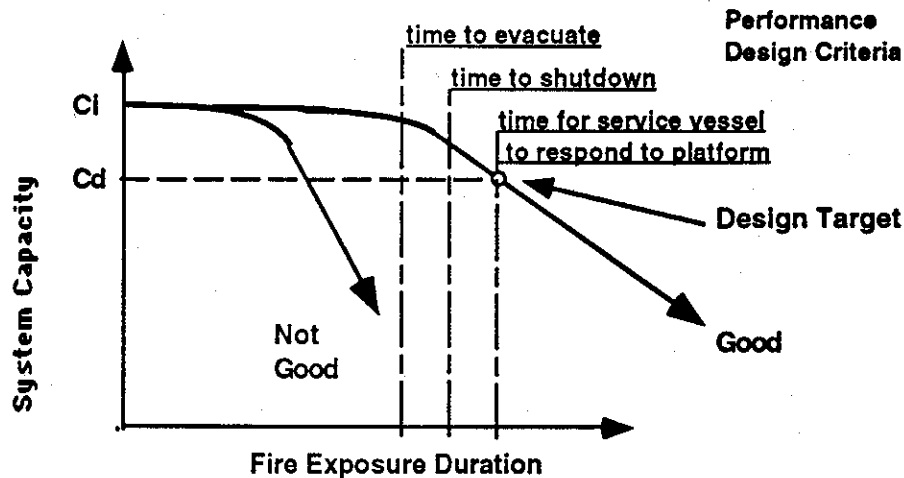 Performance
Design Criteria
time to evacuate
time to shutdown
Ci
time for service vessel
to respond to platform
Cd
Design Target
System Capacity
Not
Good
Good
Fire Exposure Duration